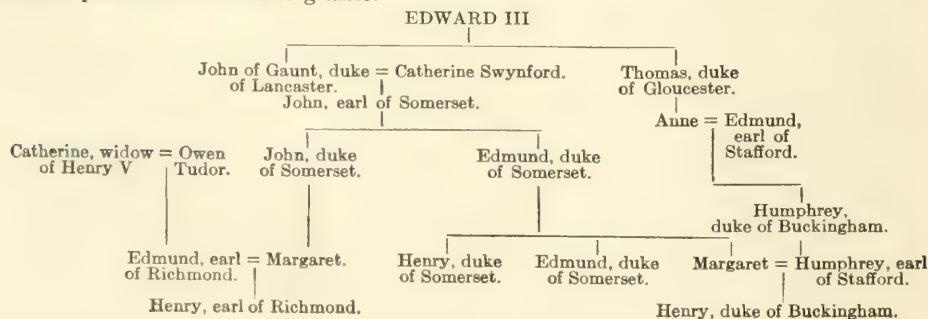 EDWARD III
John of Gaunt, duke = Catherine Swynford.
of Lancaster.
Thomas, duke
of Gloucester.
John, earl of Somerset.
Anne = Edmund,
earl of
Stafford.
Catherine, widow = Owen
of Henry V Tudor.
John, duke
of Somerset.
Edmund, duke
of Somerset.
Humphrey,
duke of Buckingham.
Edmund, earl = Margaret.
of Richmond.
Henry, duke
of Somerset.
Edmund, duke
of Somerset.
Margaret = Humphrey, earl
of Stafford.
Henry, earl of Richmond.
Henry, duke of Buckingham.